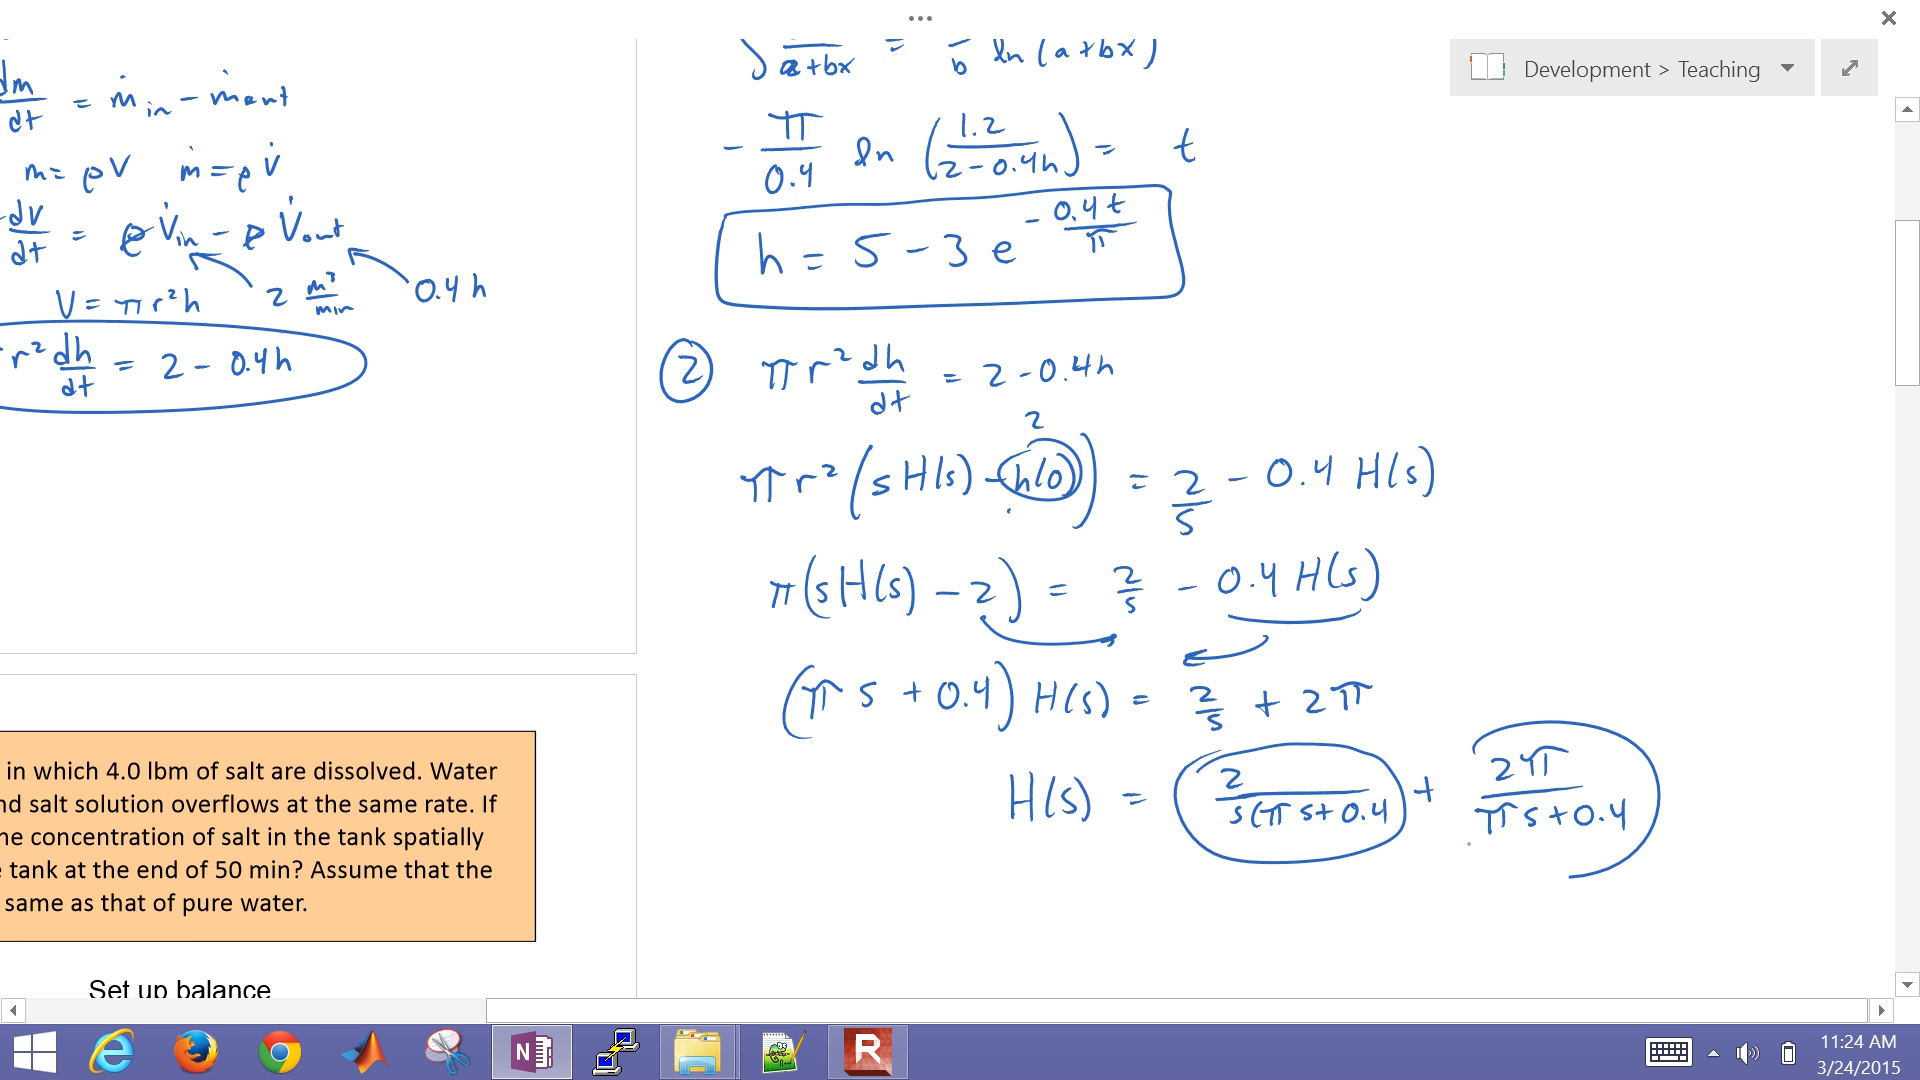 ∫ / a+bx = / b ln(a+bx)
dm/dt = ṁin - ṁout
m = ρV ṁ = ρV̇
dV/dt = ρV̇in - ρV̇out
V = πr²h 2 m³/min 0.4h
r² dh/dt = 2 - 0.4h
- π/0.4 ln(1.2/(2-0.4h)) = t
h = 5 - 3e^(-0.4t/π)
② πr² dh/dt = 2 - 0.4h
2
πr²(sH(s) - h(0)) = 2/s - 0.4 H(s)
π(sH(s) - 2) = 2/s - 0.4 H(s)
(πs + 0.4) H(s) = 2/s + 2π
H(s) = 2/(s(πs+0.4) + 2π/(πs+0.4
in which 4.0 lbm of salt are dissolved. Water
nd salt solution overflows at the same rate. If
he concentration of salt in the tank spatially
tank at the end of 50 min? Assume that the
same as that of pure water.
Set up balance
Development > Teaching
N
R
11:24 AM
3/24/2015